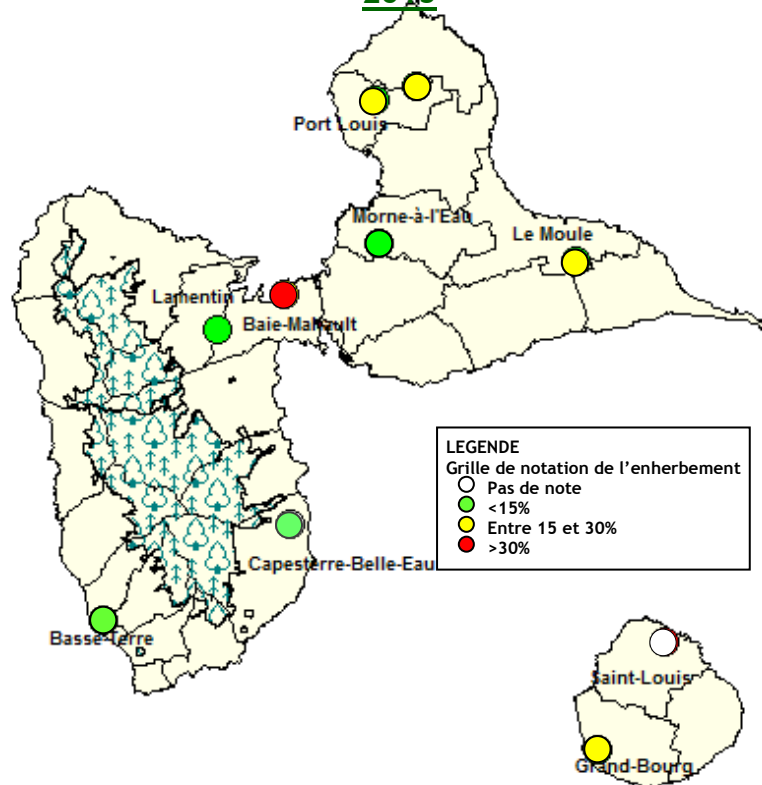 Port Louis
Morne-à-l'Eau
Le Moule
Lamentin
Baie-Mahault
LEGENDE
Grille de notation de l'enherbement
Pas de note
<15%
Entre 15 et 30%
>30%
Capesterre-Belle-Eau
Basse-Terre
Saint-Louis
Grand-Bourg